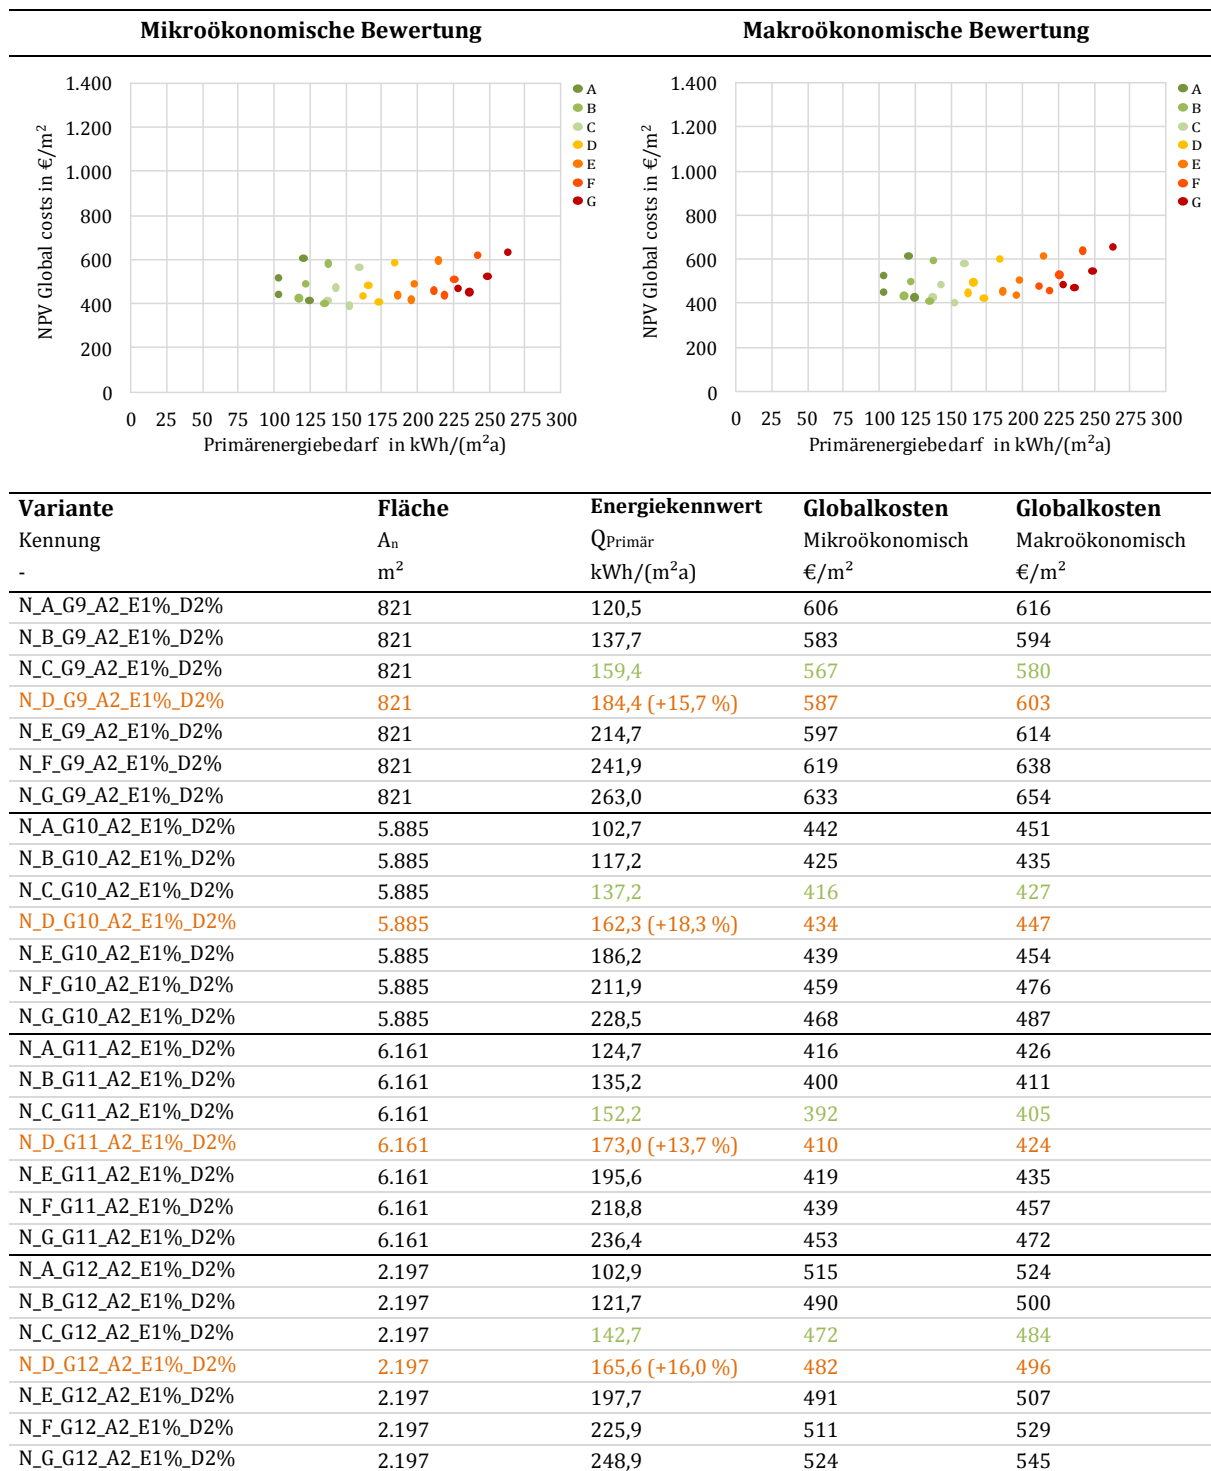 Mikroökonomische Bewertung Makroökonomische Bewertung
NPV Global costs in €/m²
1.400
1.200
1.000
800
600
400
200
0
0 25 50 75 100 125 150 175 200 225 250 275 300
Primärenergiebedarf in kWh/(m²a)
A
B
C
D
E
F
G
NPV Global costs in €/m²
1.400
1.200
1.000
800
600
400
200
0
0 25 50 75 100 125 150 175 200 225 250 275 300
Primärenergiebedarf in kWh/(m²a)
A
B
C
D
E
F
G
Variante Fläche Energiekennwert Globalkosten Globalkosten
Kennung Aₙ QPrimär Mikroökonomisch Makroökonomisch
- m² kWh/(m²a) €/m² €/m²
N_A_G9_A2_E1%_D2% 821 120,5 606 616
N_B_G9_A2_E1%_D2% 821 137,7 583 594
N_C_G9_A2_E1%_D2% 821 159,4 567 580
N_D_G9_A2_E1%_D2% 821 184,4 (+15,7 %) 587 603
N_E_G9_A2_E1%_D2% 821 214,7 597 614
N_F_G9_A2_E1%_D2% 821 241,9 619 638
N_G_G9_A2_E1%_D2% 821 263,0 633 654
N_A_G10_A2_E1%_D2% 5.885 102,7 442 451
N_B_G10_A2_E1%_D2% 5.885 117,2 425 435
N_C_G10_A2_E1%_D2% 5.885 137,2 416 427
N_D_G10_A2_E1%_D2% 5.885 162,3 (+18,3 %) 434 447
N_E_G10_A2_E1%_D2% 5.885 186,2 439 454
N_F_G10_A2_E1%_D2% 5.885 211,9 459 476
N_G_G10_A2_E1%_D2% 5.885 228,5 468 487
N_A_G11_A2_E1%_D2% 6.161 124,7 416 426
N_B_G11_A2_E1%_D2% 6.161 135,2 400 411
N_C_G11_A2_E1%_D2% 6.161 152,2 392 405
N_D_G11_A2_E1%_D2% 6.161 173,0 (+13,7 %) 410 424
N_E_G11_A2_E1%_D2% 6.161 195,6 419 435
N_F_G11_A2_E1%_D2% 6.161 218,8 439 457
N_G_G11_A2_E1%_D2% 6.161 236,4 453 472
N_A_G12_A2_E1%_D2% 2.197 102,9 515 524
N_B_G12_A2_E1%_D2% 2.197 121,7 490 500
N_C_G12_A2_E1%_D2% 2.197 142,7 472 484
N_D_G12_A2_E1%_D2% 2.197 165,6 (+16,0 %) 482 496
N_E_G12_A2_E1%_D2% 2.197 197,7 491 507
N_F_G12_A2_E1%_D2% 2.197 225,9 511 529
N_G_G12_A2_E1%_D2% 2.197 248,9 524 545